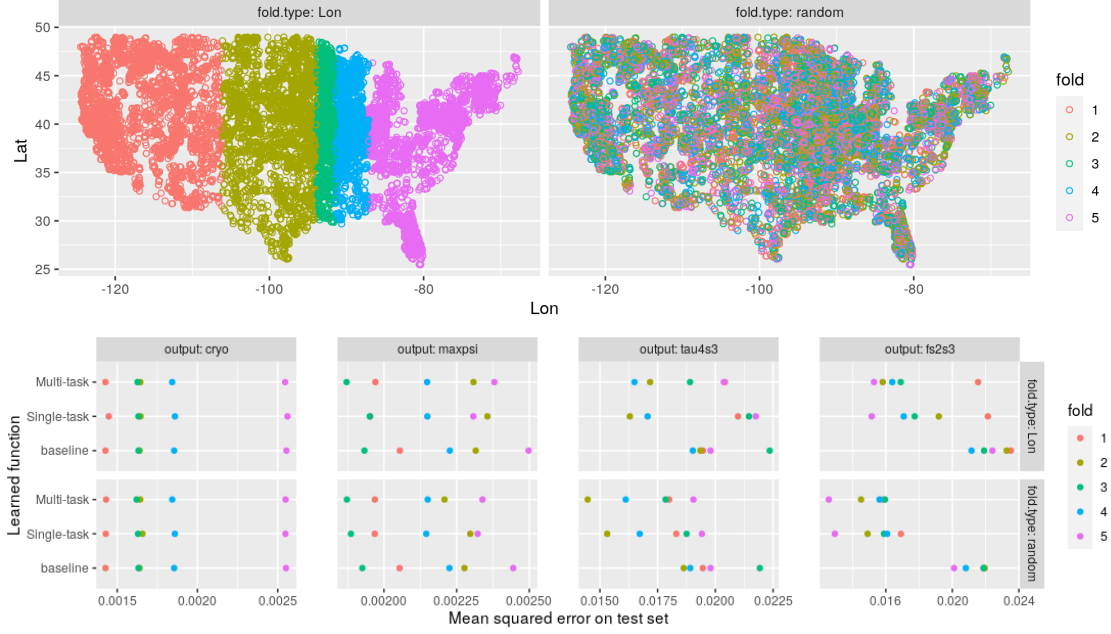 fold.type: Lon
fold.type: random
50
45
40
35
30
25
Lat
-120
-100
-80
-120
-100
-80
Lon
fold
1
2
3
4
5
output: cryo
output: maxpsi
output: tau4s3
output: fs2s3
Learned function
Multi-task
Single-task
baseline
fold.type: Lon
Multi-task
Single-task
baseline
fold.type: random
0.0015
0.0020
0.0025
0.00200
0.00225
0.00250
0.0150
0.0175
0.0200
0.0225
0.016
0.020
0.024
Mean squared error on test set
fold
1
2
3
4
5